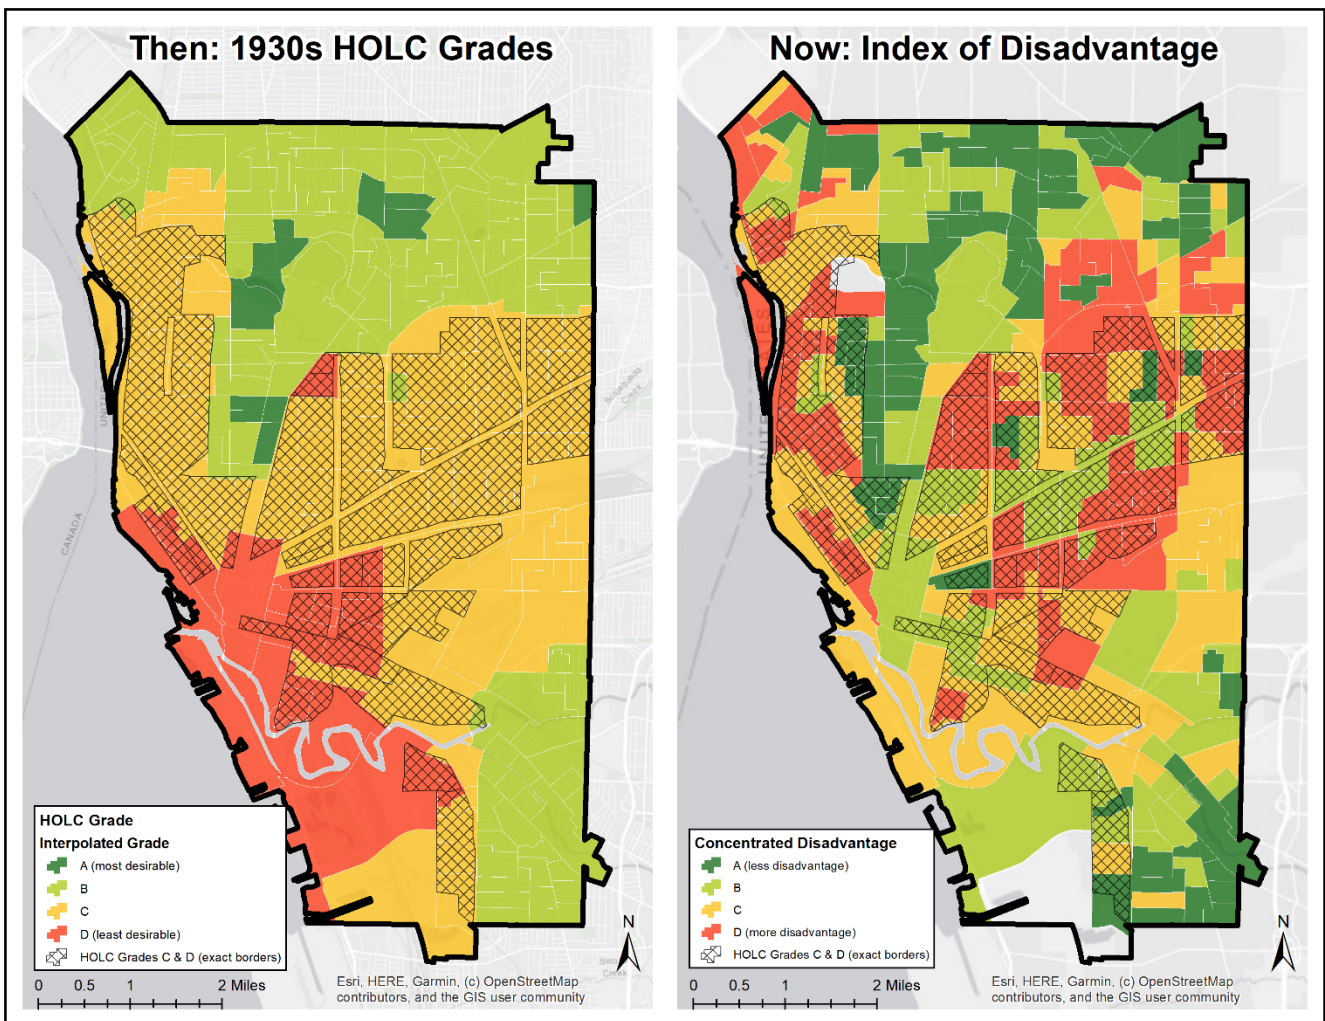 Then: 1930s HOLC Grades
CANADA
HOLC Grade
Interpolated Grade
A (most desirable)
B
C
D (least desirable)
HOLC Grades C & D (exact borders)
0 0.5 1 2 Miles
Esri, HERE, Garmin, (c) OpenStreetMap
contributors, and the GIS user community
N
Now: Index of Disadvantage
Concentrated Disadvantage
A (less disadvantage)
B
C
D (more disadvantage)
HOLC Grades C & D (exact borders)
0 0.5 1 2 Miles
Esri, HERE, Garmin, (c) OpenStreetMap
contributors, and the GIS user community
N